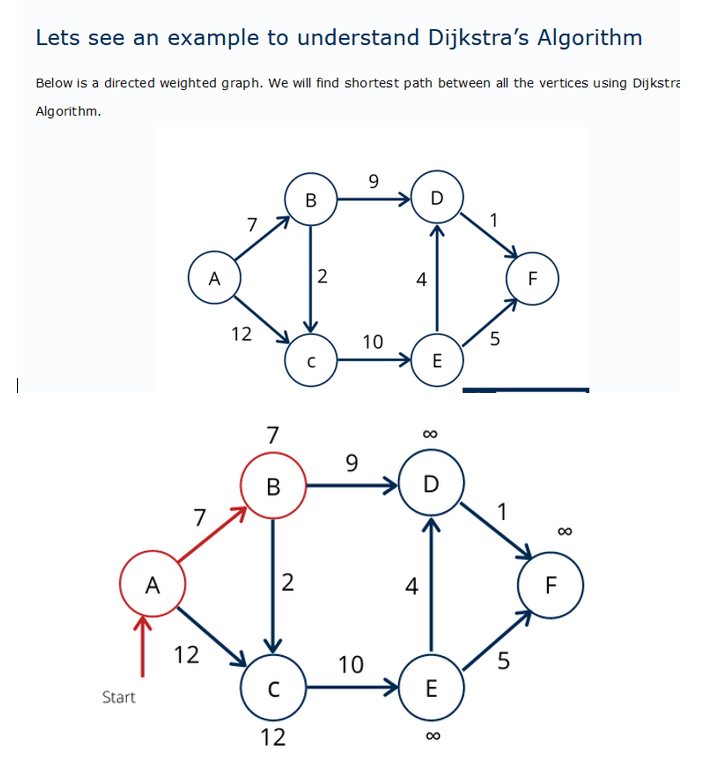 Lets see an example to understand Dijkstra’s Algorithm
Below is a directed weighted graph. We will find shortest path between all the vertices using Dijkstra
Algorithm.
9
B
D
7
1
A
2
4
F
12
10
5
C
E
7
∞
9
B
D
7
1
∞
A
2
4
F
12
10
5
Start
C
E
12
∞